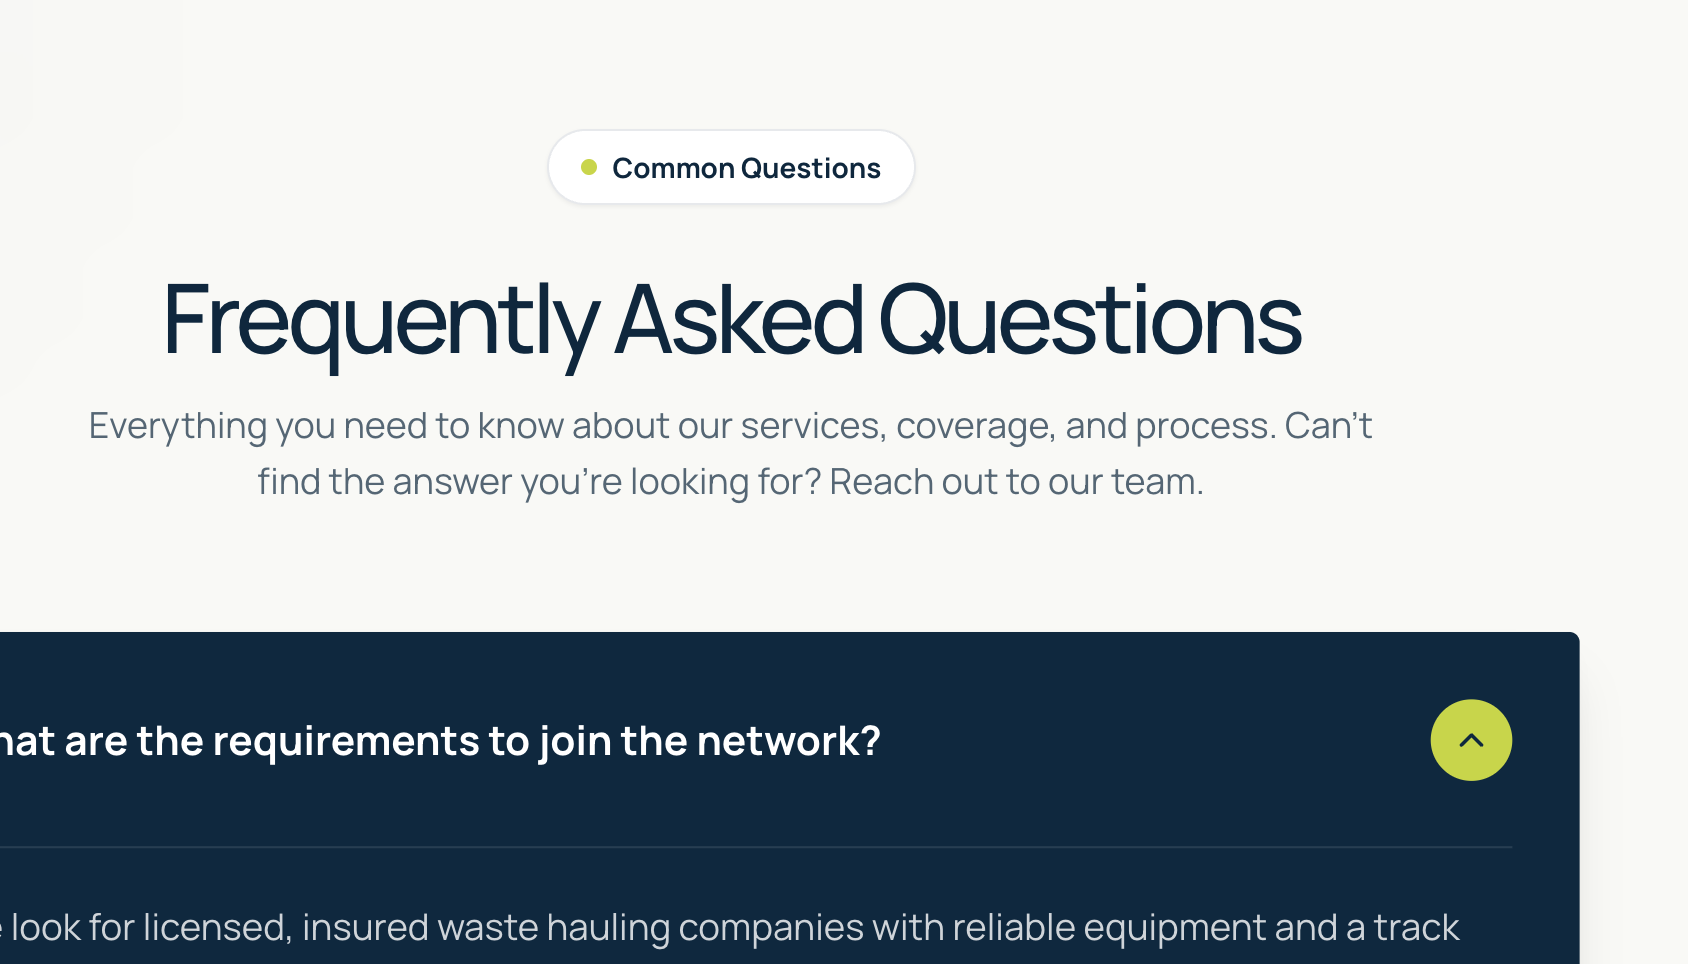 Common Questions
Frequently Asked Questions
Everything you need to know about our services, coverage, and process. Can’t
find the answer you’re looking for? Reach out to our team.
hat are the requirements to join the network?
e look for licensed, insured waste hauling companies with reliable equipment and a track